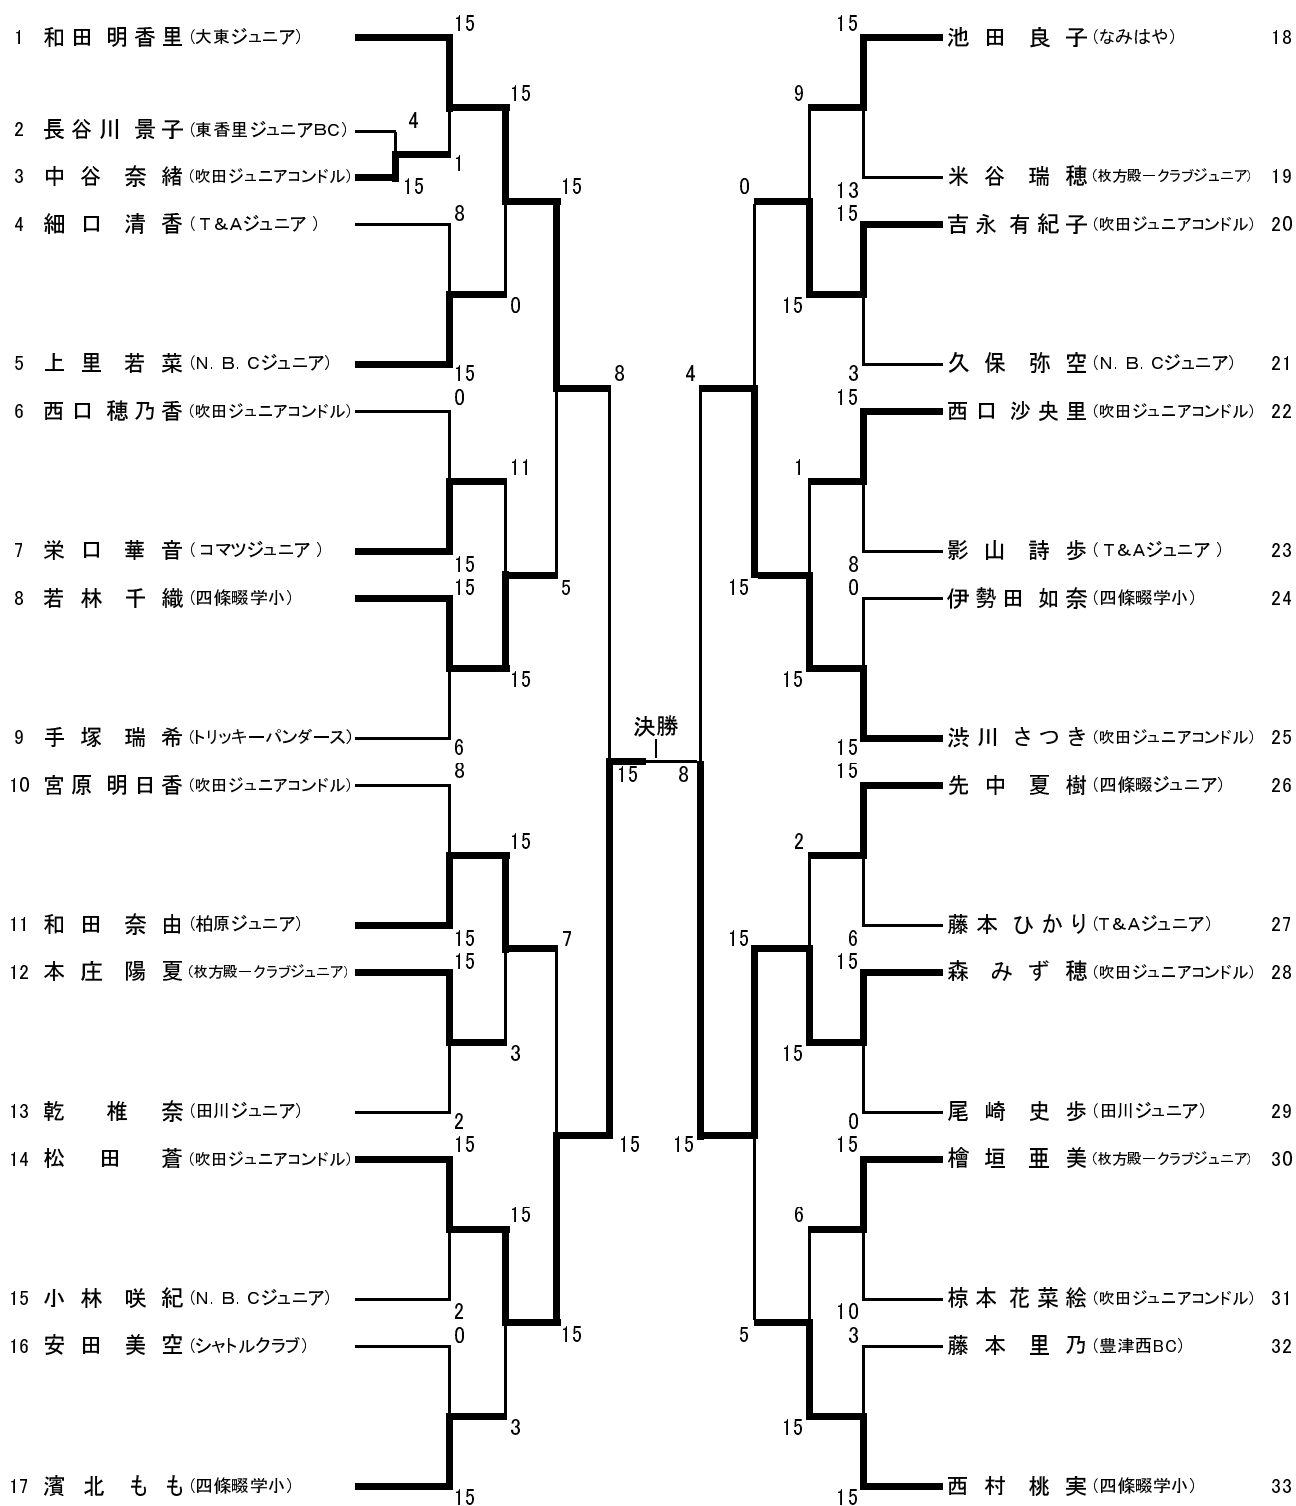 1 和田 明香里 (大東ジュニア)
2 長谷川 景子 (東香里ジュニアBC)
3 中谷 奈緒 (吹田ジュニアコンドル)
4 細口 清香 (T&Aジュニア)
5 上里 若菜 (N.B.Cジュニア)
6 西口 穂乃香 (吹田ジュニアコンドル)
7 栄口 華音 (コマツジュニア)
8 若林 千織 (四條畷学小)
9 手塚 瑞希 (トリッキーパンダース)
10 宮原 明日香 (吹田ジュニアコンドル)
11 和田 奈由 (柏原ジュニア)
12 本庄 陽夏 (枚方殿一クラブジュニア)
13 乾 椎奈 (田川ジュニア)
14 松田 蒼 (吹田ジュニアコンドル)
15 小林 咲紀 (N.B.Cジュニア)
16 安田 美空 (シャトルクラブ)
17 濱北 もも (四條畷学小)
15
4
1
15
8
15
0
15
15
6
8
15
15
2
15
2
0
15
15
0
11
15
15
3
15
3
15
5
7
15
8
15
決勝
15 8
4
15
0
15
15
5
9
15
1
15
2
15
6
15
15
13
15
3
15
8
0
15
15
6
15
0
15
10
3
15
池田 良子 (なみはや) 18
米谷 瑞穂 (枚方殿一クラブジュニア) 19
吉永 有紀子 (吹田ジュニアコンドル) 20
久保 弥空 (N.B.Cジュニア) 21
西口 沙央里 (吹田ジュニアコンドル) 22
影山 詩歩 (T&Aジュニア) 23
伊勢田 如奈 (四條畷学小) 24
渋川 さつき (吹田ジュニアコンドル) 25
先中 夏樹 (四條畷ジュニア) 26
藤本 ひかり (T&Aジュニア) 27
森 みず穂 (吹田ジュニアコンドル) 28
尾崎 史歩 (田川ジュニア) 29
檜垣 亜美 (枚方殿一クラブジュニア) 30
椋本 花菜絵 (吹田ジュニアコンドル) 31
藤本 里乃 (豊津西BC) 32
西村 桃実 (四條畷学小) 33